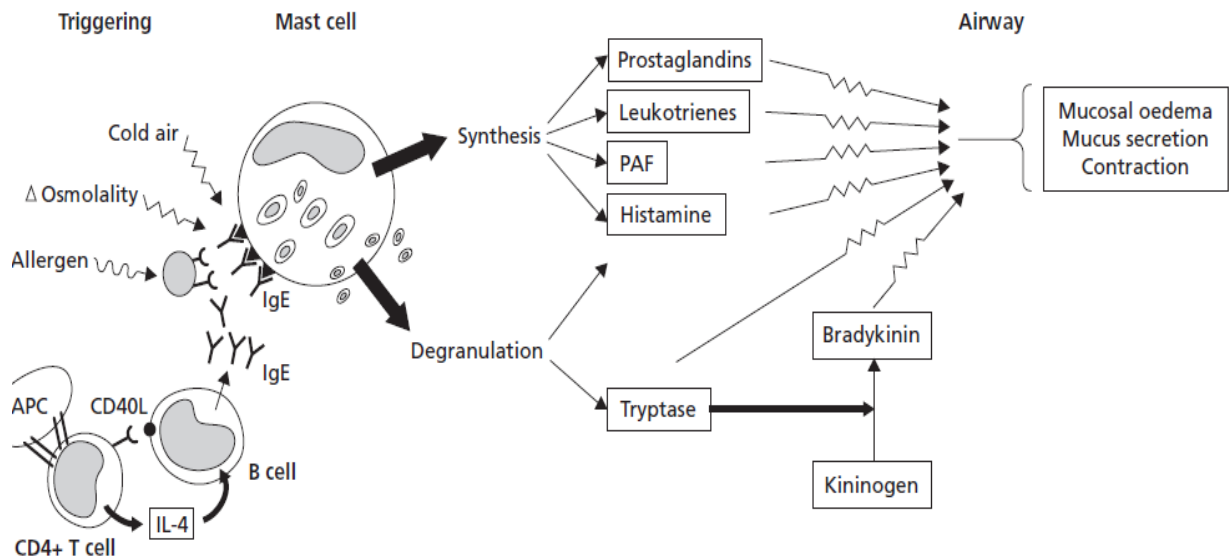 Triggering
Mast cell
Airway
Prostaglandins
Leukotrienes
PAF
Histamine
Synthesis
Mucosal oedema
Mucus secretion
Contraction
Cold air
Δ Osmolality
Allergen
IgE
IgE
Degranulation
Bradykinin
Tryptase
Kininogen
APC
CD40L
B cell
IL-4
CD4+ T cell